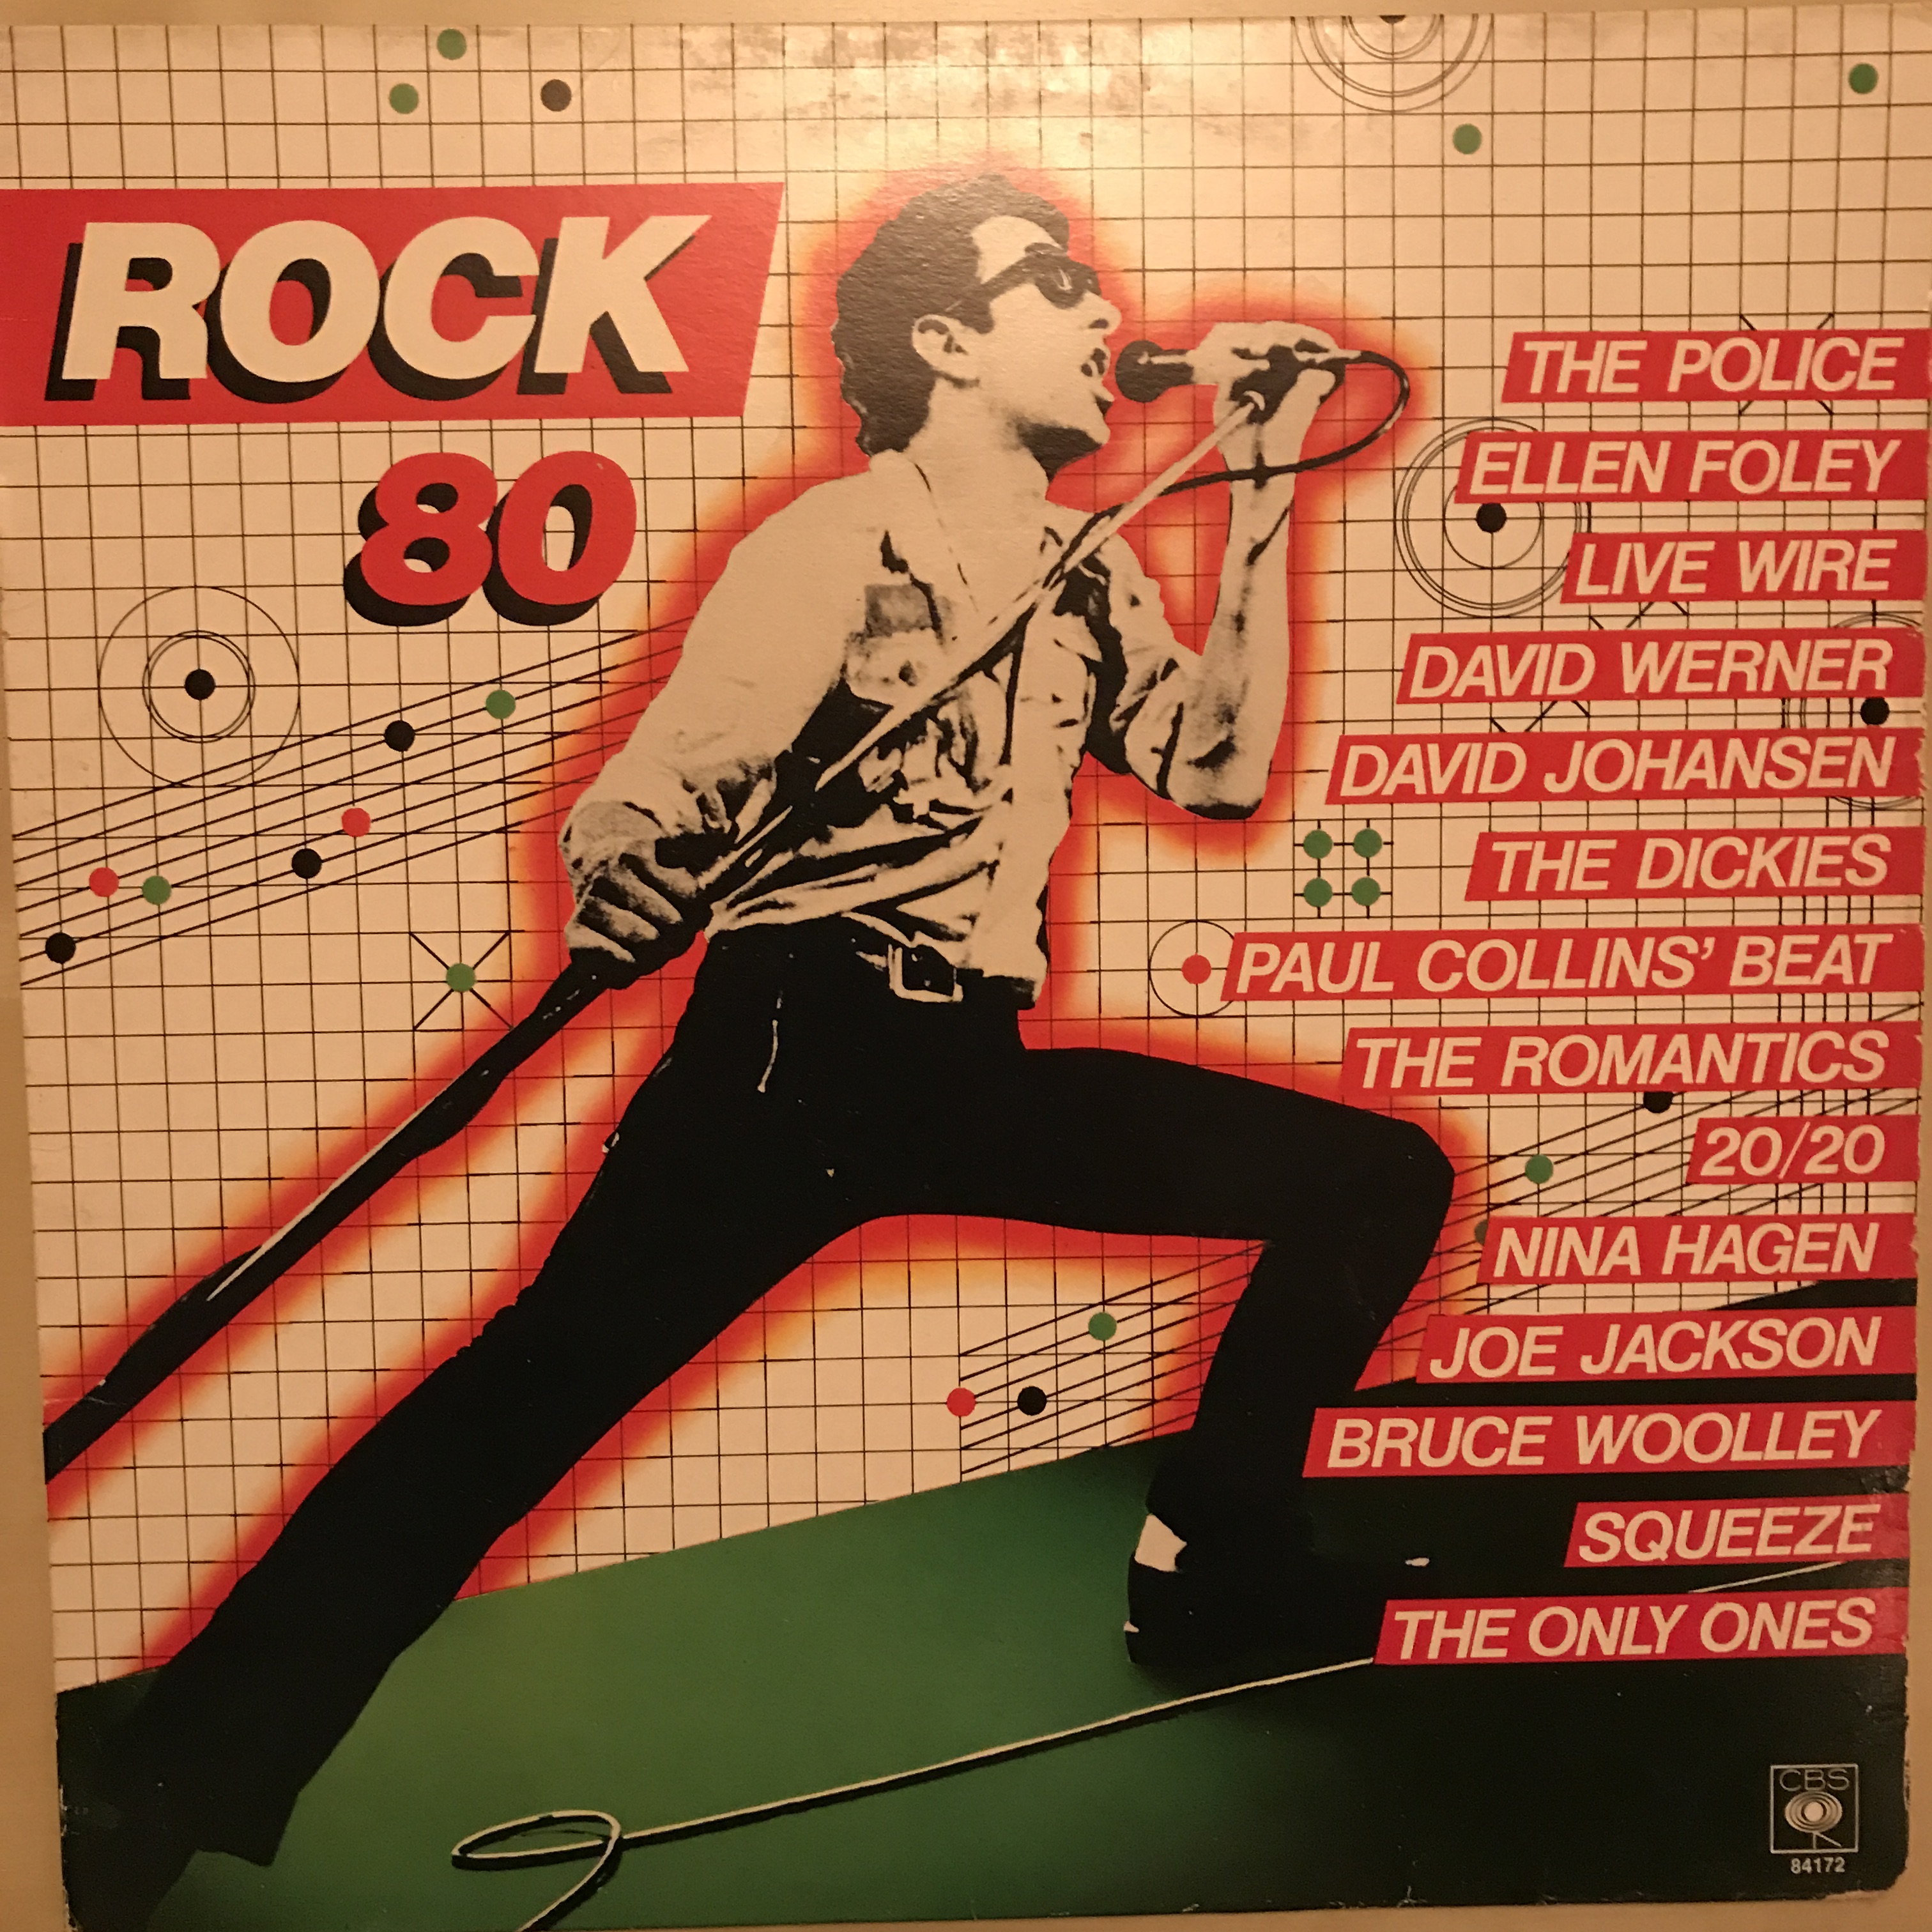 ROCK
80
THE POLICE
ELLEN FOLEY
LIVE WIRE
DAVID WERNER
DAVID JOHANSEN
THE DICKIES
PAUL COLLINS' BEAT
THE ROMANTICS
20/20
NINA HAGEN
JOE JACKSON
BRUCE WOOLLEY
SQUEEZE
THE ONLY ONES
CBS
84172